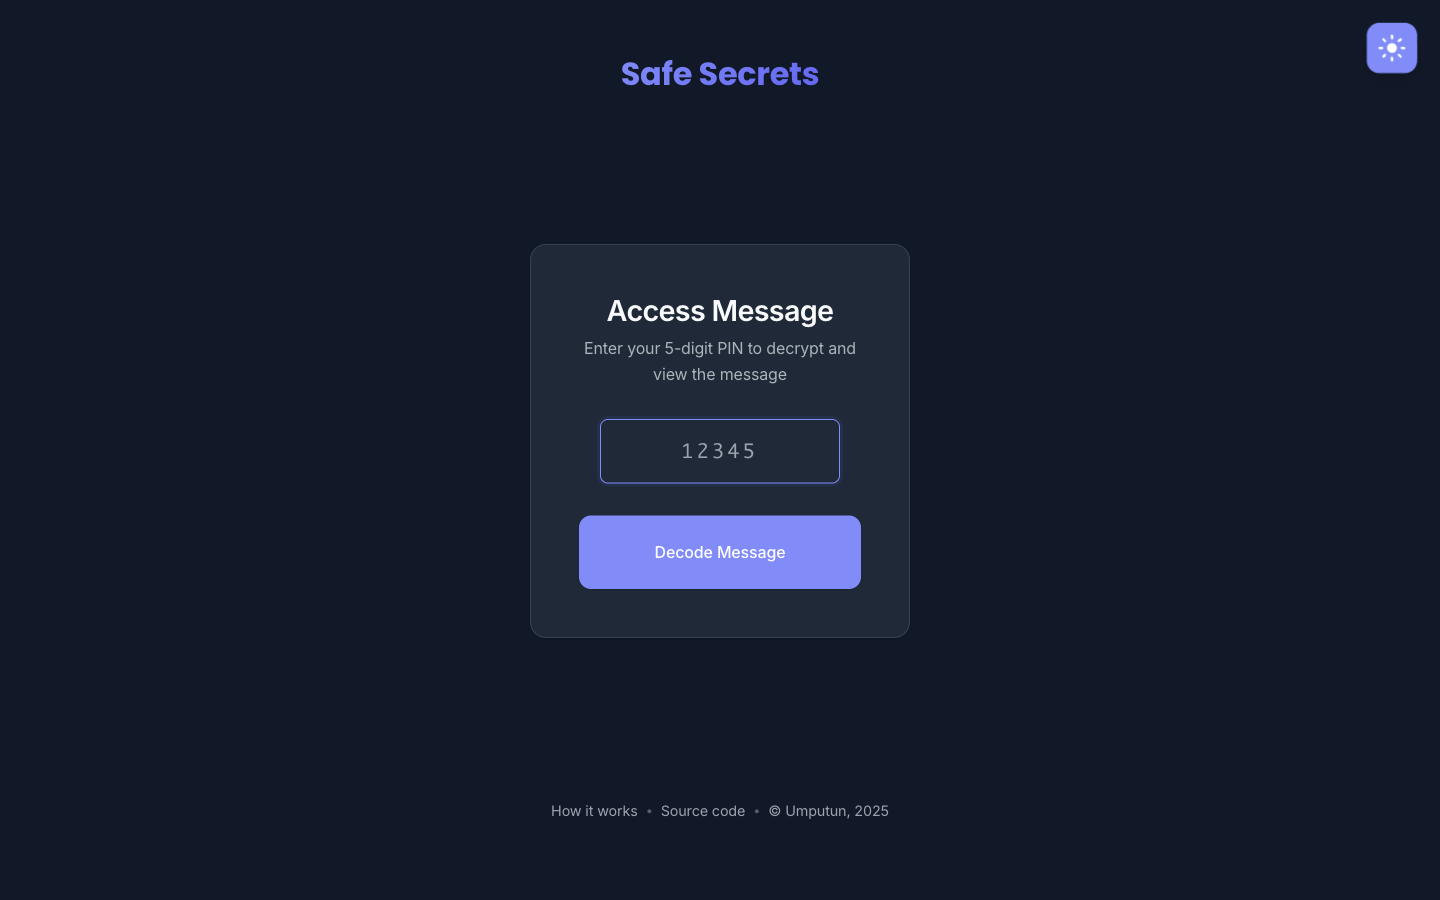 Safe Secrets
Access Message
Enter your 5-digit PIN to decrypt and
view the message
12345
Decode Message
How it works • Source code • © Umputun, 2025